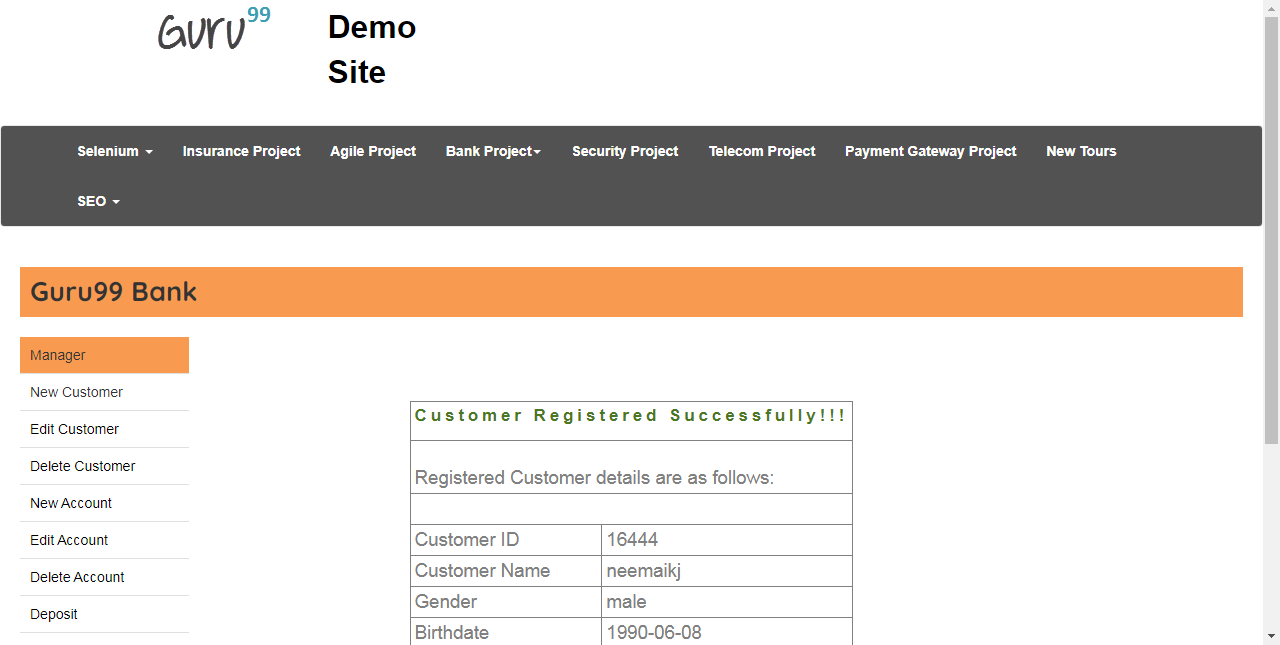 Guru99
Demo
Site
Selenium Insurance Project Agile Project Bank Project Security Project Telecom Project Payment Gateway Project New Tours
SEO
Guru99 Bank
Manager
New Customer
Edit Customer
Delete Customer
New Account
Edit Account
Delete Account
Deposit
Customer Registered Successfully!!!
Registered Customer details are as follows:
Customer ID 16444
Customer Name neemaikj
Gender male
Birthdate 1990-06-08